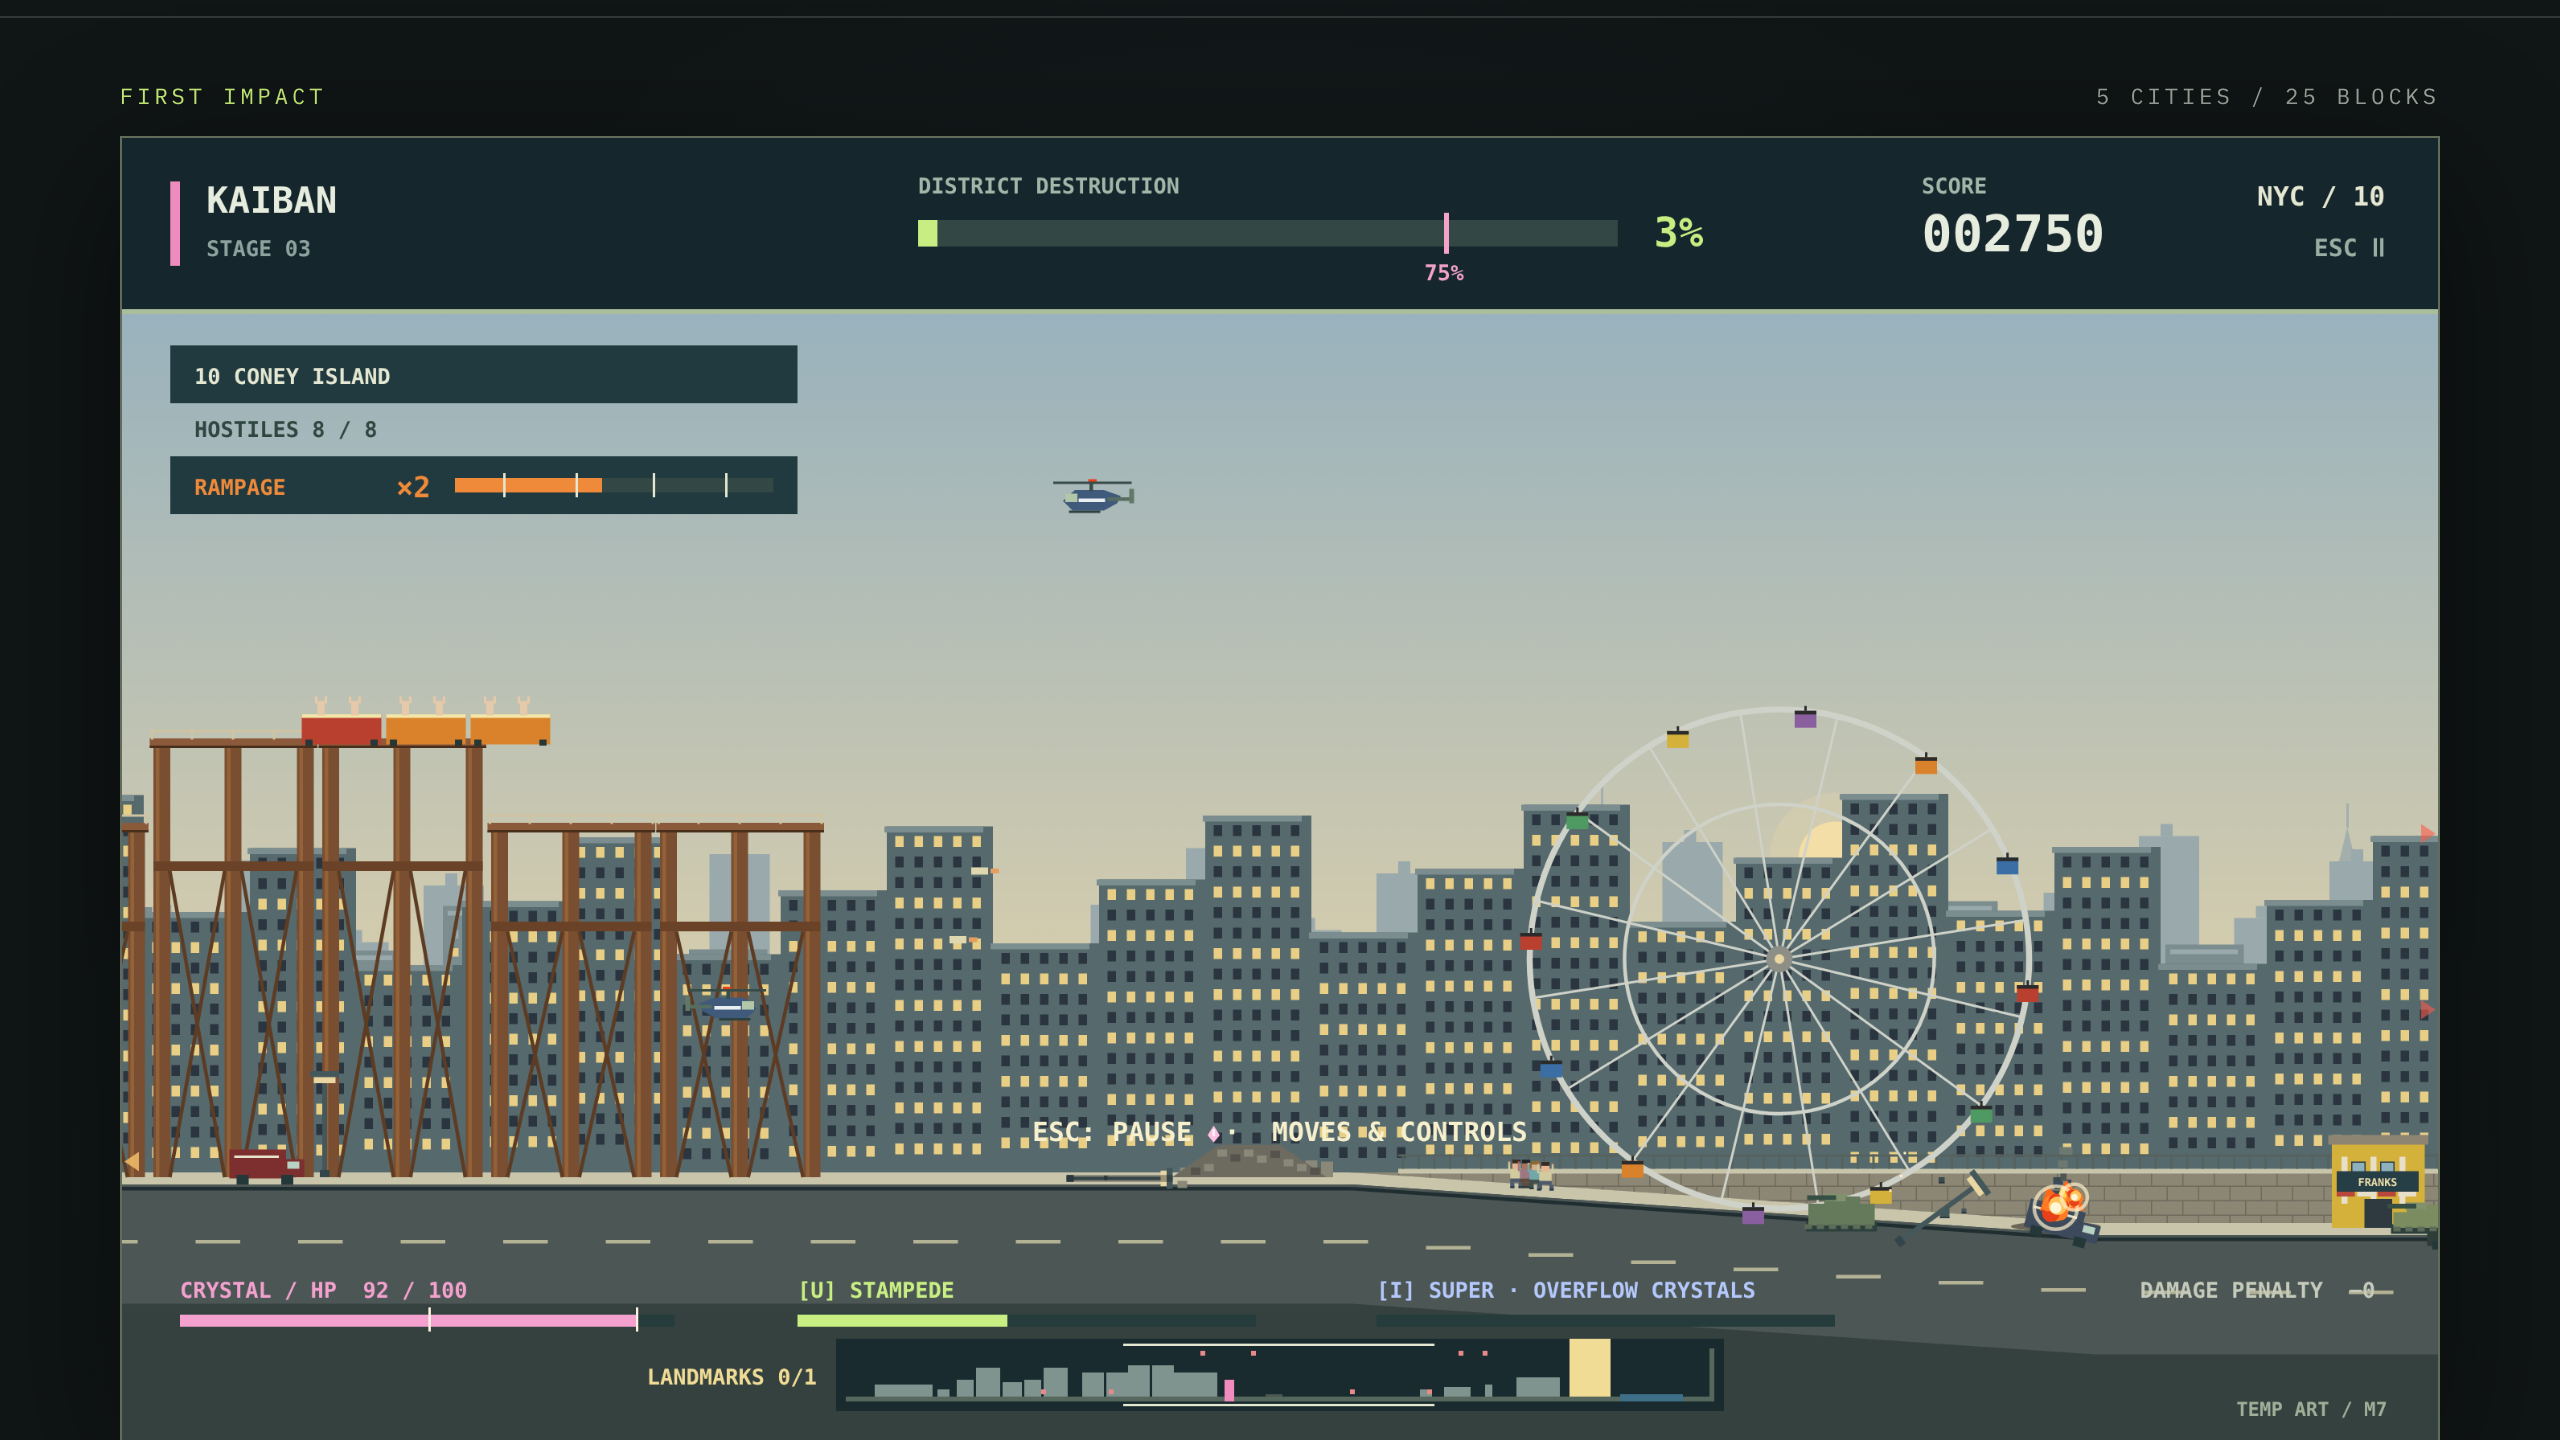 FIRST IMPACT
5 CITIES / 25 BLOCKS
KAIBAN
STAGE 03
DISTRICT DESTRUCTION
3%
75%
SCORE
002750
NYC / 10
ESC II
10 CONEY ISLAND
HOSTILES 8 / 8
RAMPAGE ×2
ESC: PAUSE · MOVES & CONTROLS
FRANKS
CRYSTAL / HP 92 / 100
[U] STAMPEDE
[I] SUPER · OVERFLOW CRYSTALS
DAMAGE PENALTY -0
LANDMARKS 0/1
TEMP ART / M7